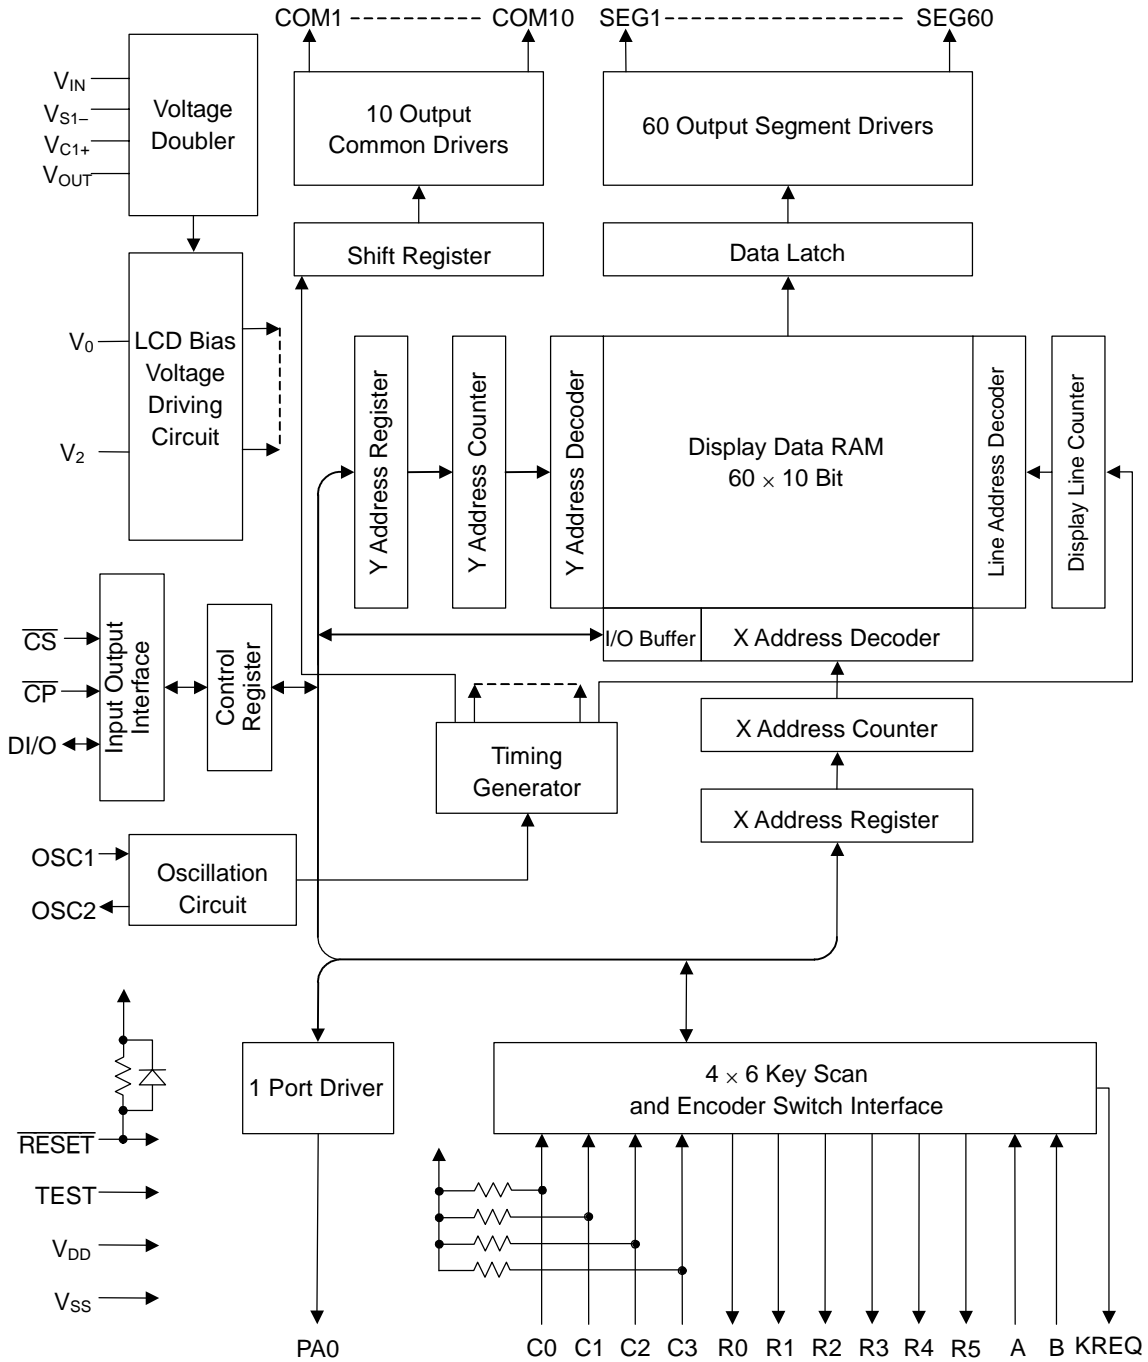 COM1
COM10
SEG1
SEG60
VIN
VS1–
VC1+
VOUT
Voltage
Doubler
10 Output
Common Drivers
60 Output Segment Drivers
Shift Register
Data Latch
V0
V2
LCD Bias
Voltage
Driving
Circuit
Y Address Register
Y Address Counter
Y Address Decoder
Display Data RAM
60 × 10 Bit
Line Address Decoder
Display Line Counter
I/O Buffer
X Address Decoder
CS
CP
DI/O
Input Output
Interface
Control
Register
Timing
Generator
X Address Counter
X Address Register
OSC1
OSC2
Oscillation
Circuit
1 Port Driver
4 × 6 Key Scan
and Encoder Switch Interface
RESET
TEST
VDD
VSS
PA0
C0
C1
C2
C3
R0
R1
R2
R3
R4
R5
A
B
KREQ